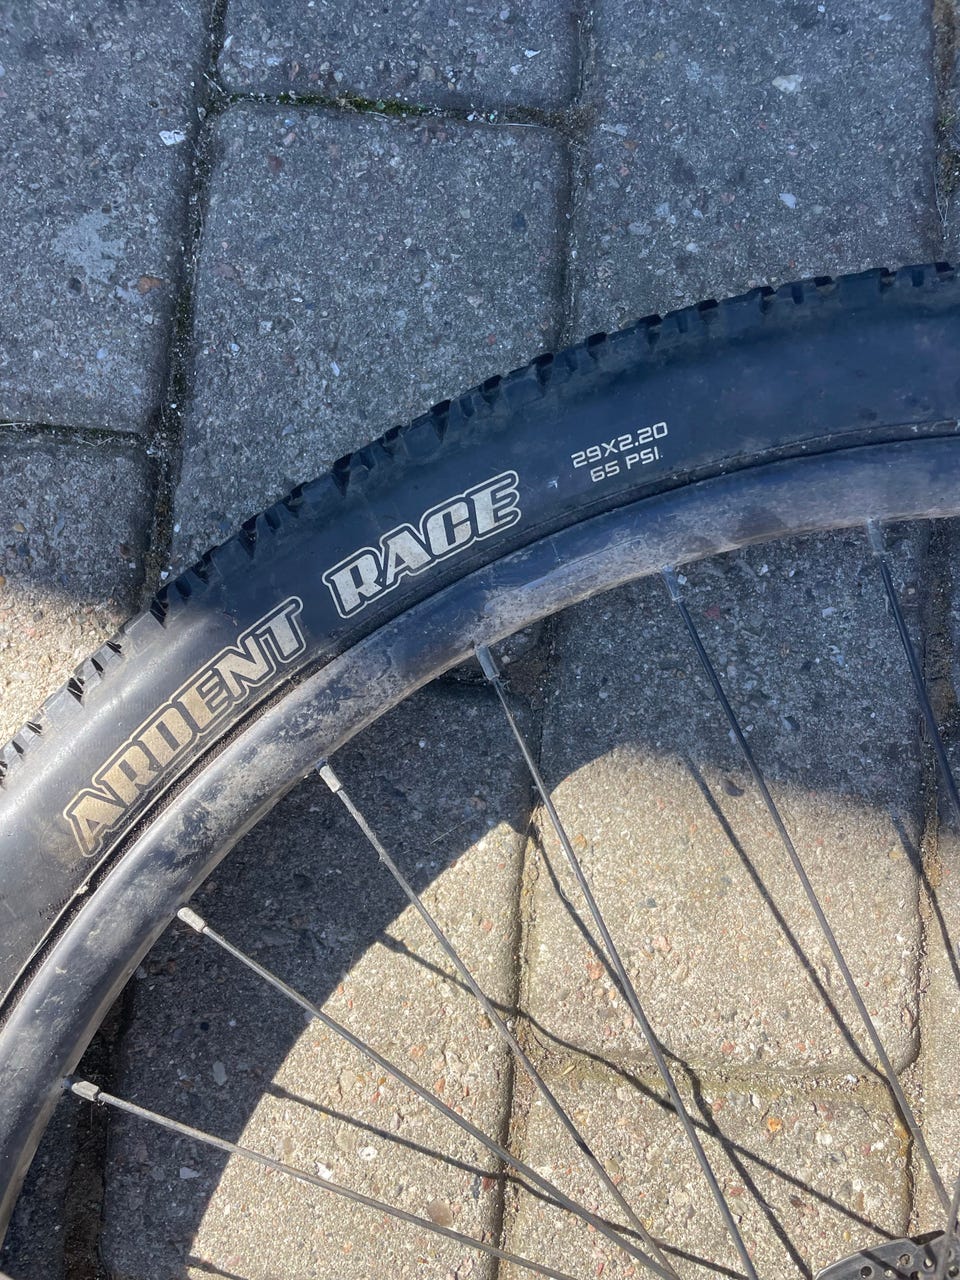 ARDENT RACE
29X2.20
65 PSI.